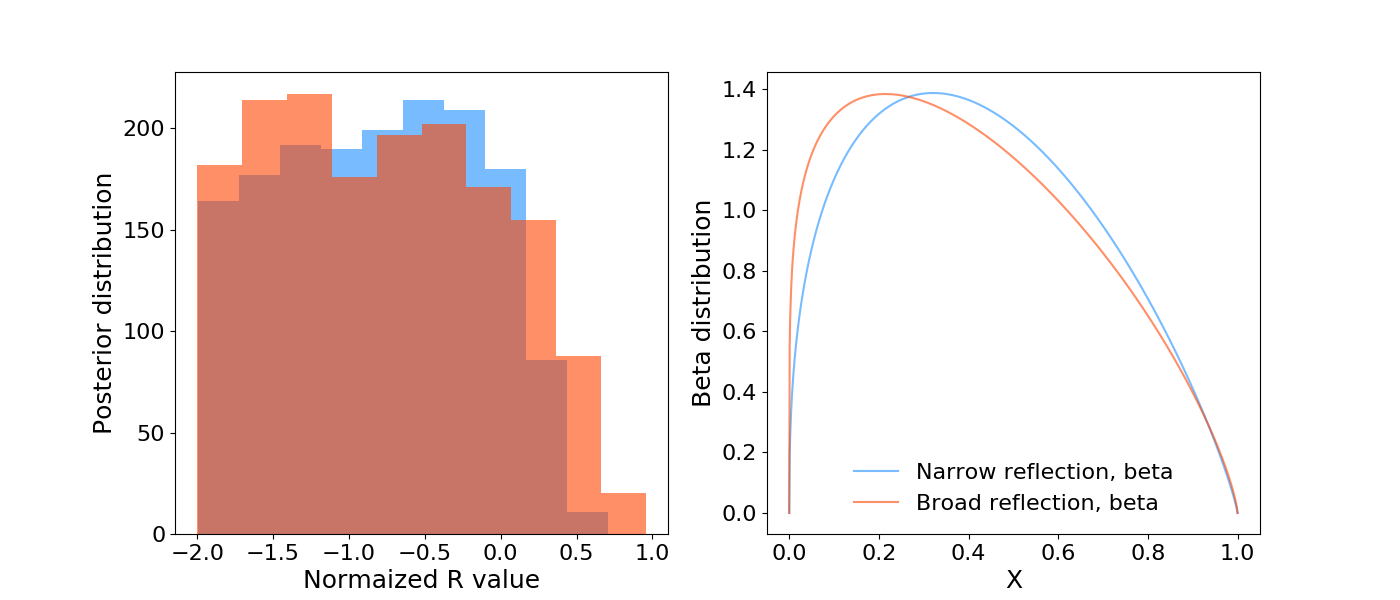 Posterior distribution
200
150
100
50
0
−2.0 −1.5 −1.0 −0.5 0.0 0.5 1.0
Normaized R value
Beta distribution
1.4
1.2
1.0
0.8
0.6
0.4
0.2
0.0
Narrow reflection, beta
Broad reflection, beta
0.0 0.2 0.4 0.6 0.8 1.0
X